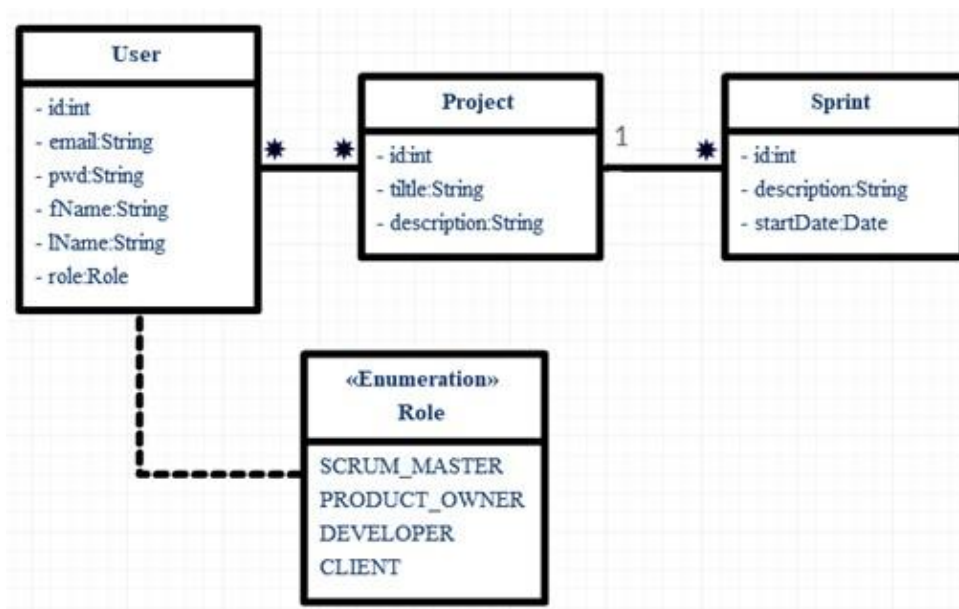 User
- id:int
- email:String
- pwd:String
- fName:String
- lName:String
- role:Role
* *
Project
- id:int
- tiltle:String
- description:String
1 *
Sprint
- id:int
- description:String
- startDate:Date
«Enumeration»
Role
SCRUM_MASTER
PRODUCT_OWNER
DEVELOPER
CLIENT